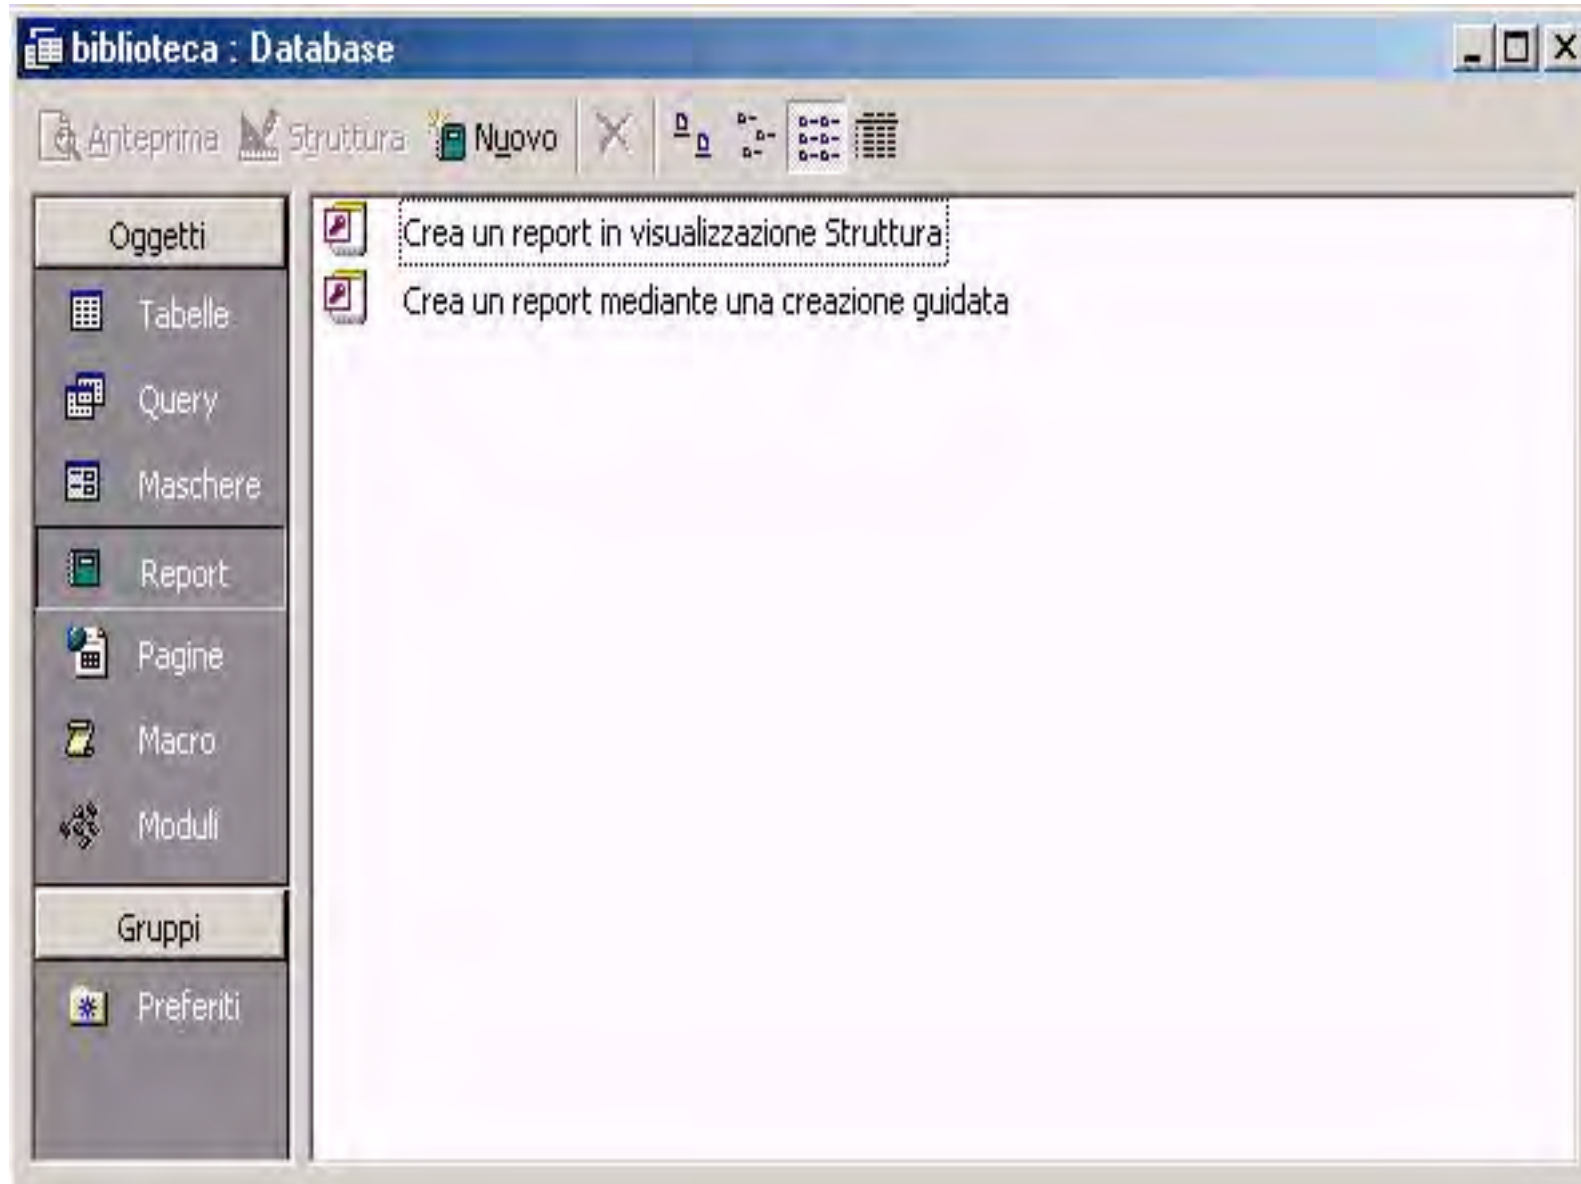 biblioteca : Database
Anteprima Struttura Nuovo
Oggetti
Tabelle
Query
Maschere
Report
Pagine
Macro
Moduli
Gruppi
Preferiti
Crea un report in visualizzazione Struttura
Crea un report mediante una creazione guidata